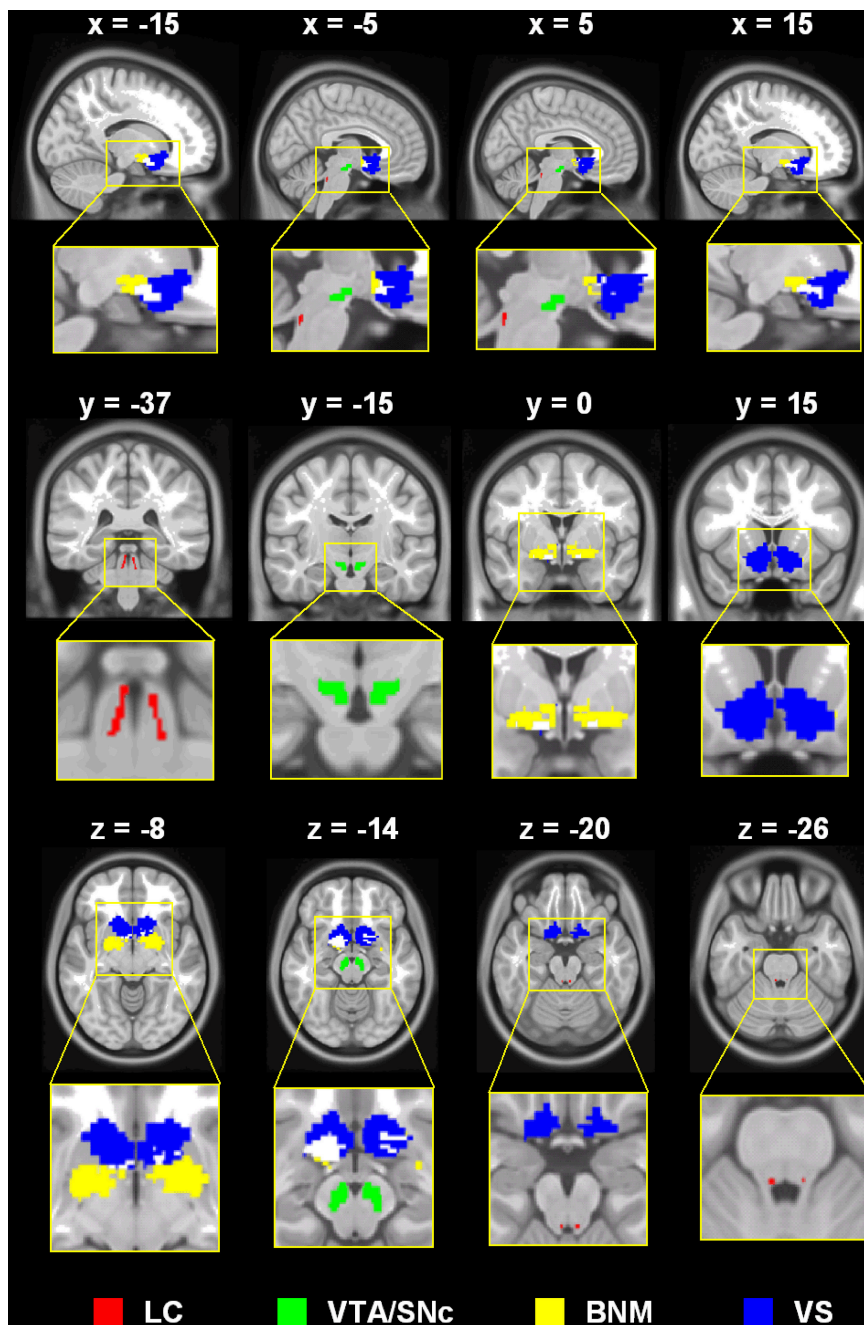 x = -15 x = -5 x = 5 x = 15
y = -37 y = -15 y = 0 y = 15
z = -8 z = -14 z = -20 z = -26
LC VTA/SNc BNM VS